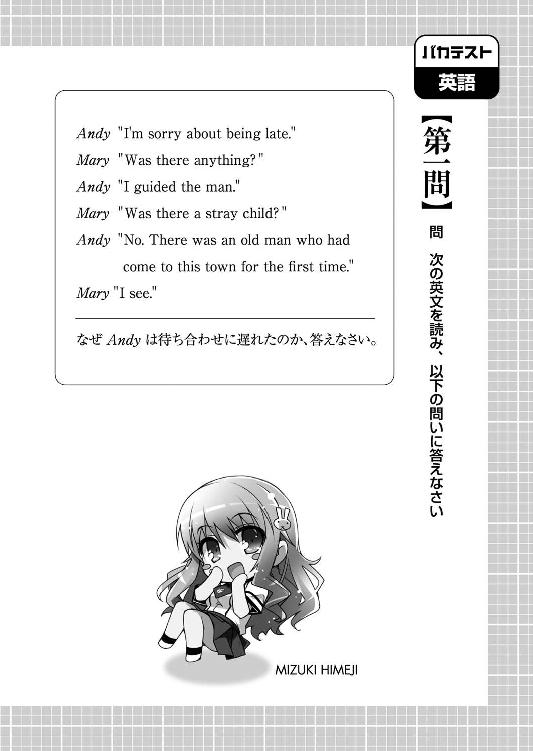 バカテスト
英語
【第一問】
問　次の英文を読み、以下の問いに答えなさい
Andy "I'm sorry about being late."
Mary "Was there anything?"
Andy "I guided the man."
Mary "Was there a stray child?"
Andy "No. There was an old man who had
come to this town for the first time."
Mary "I see."
なぜ Andy は待ち合わせに遅れたのか、答えなさい。
MIZUKI HIMEJI